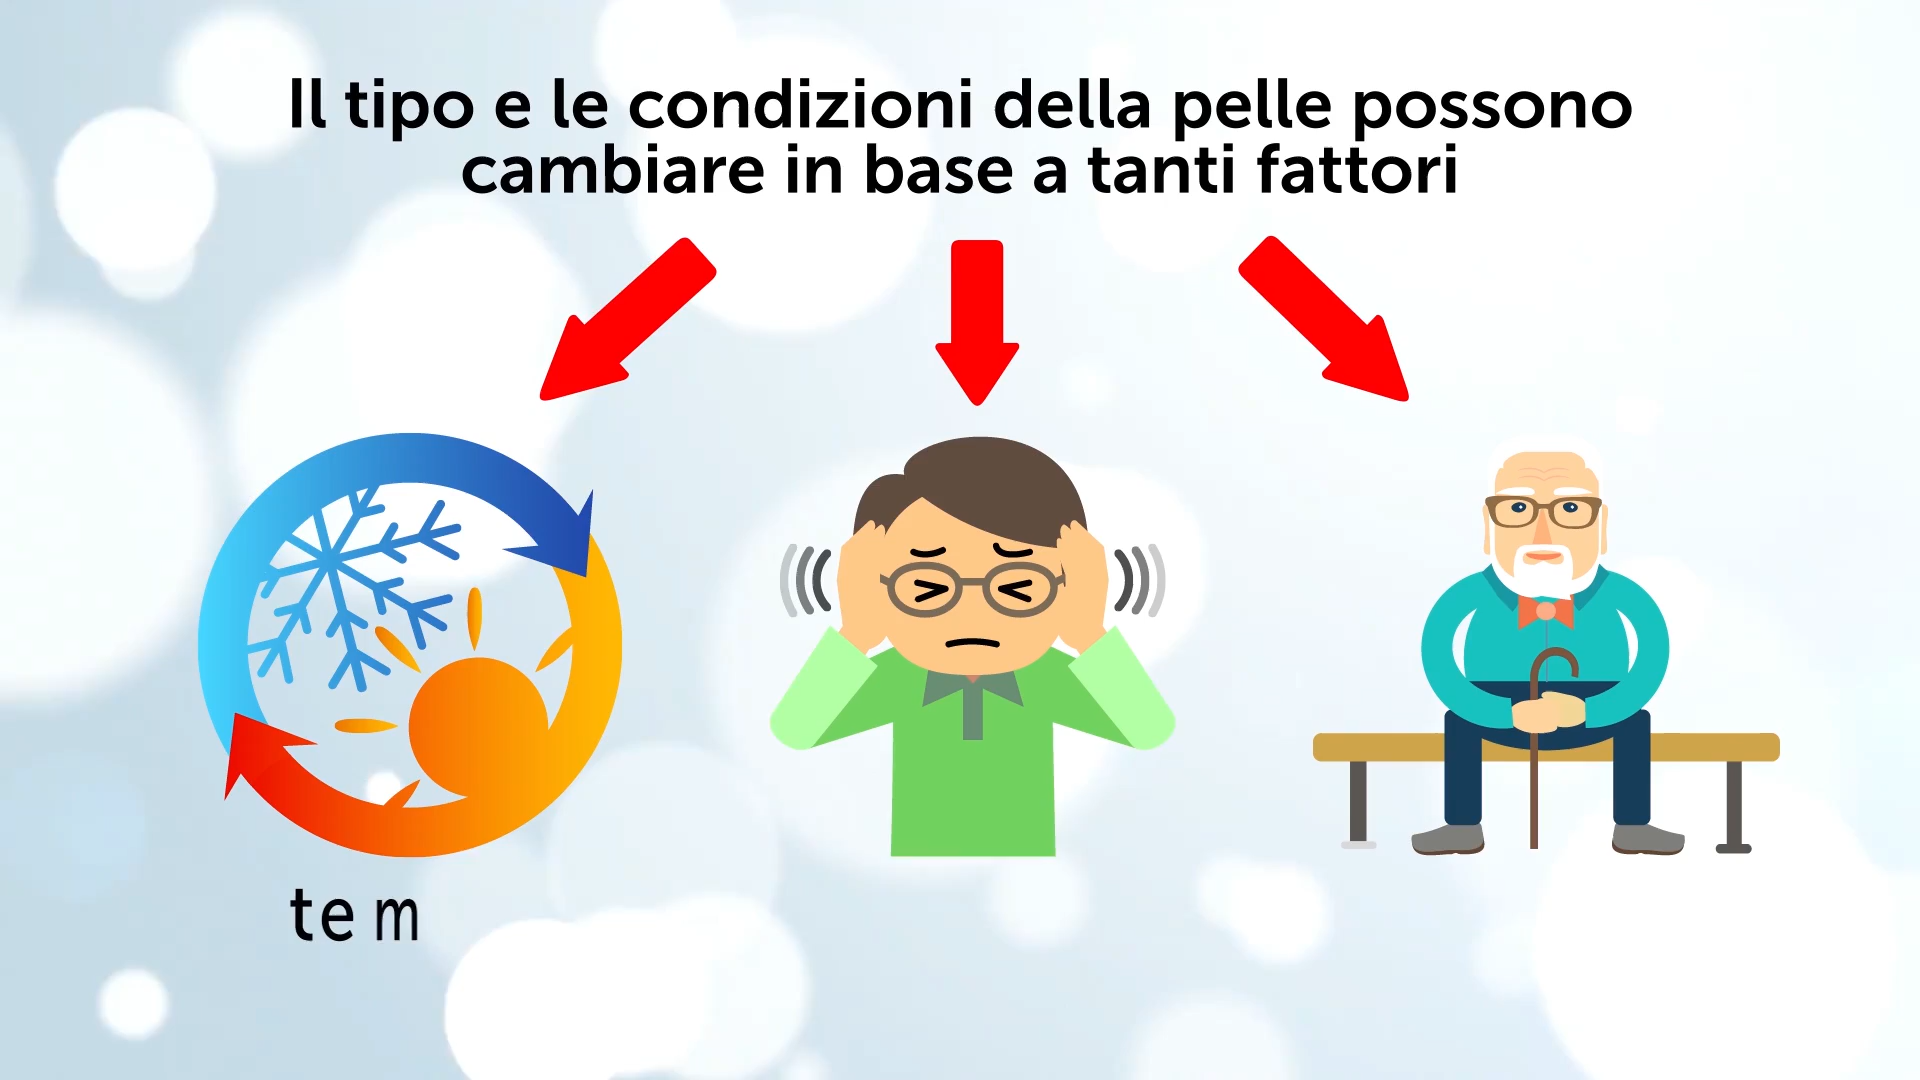 Il tipo e le condizioni della pelle possono
cambiare in base a tanti fattori
te m